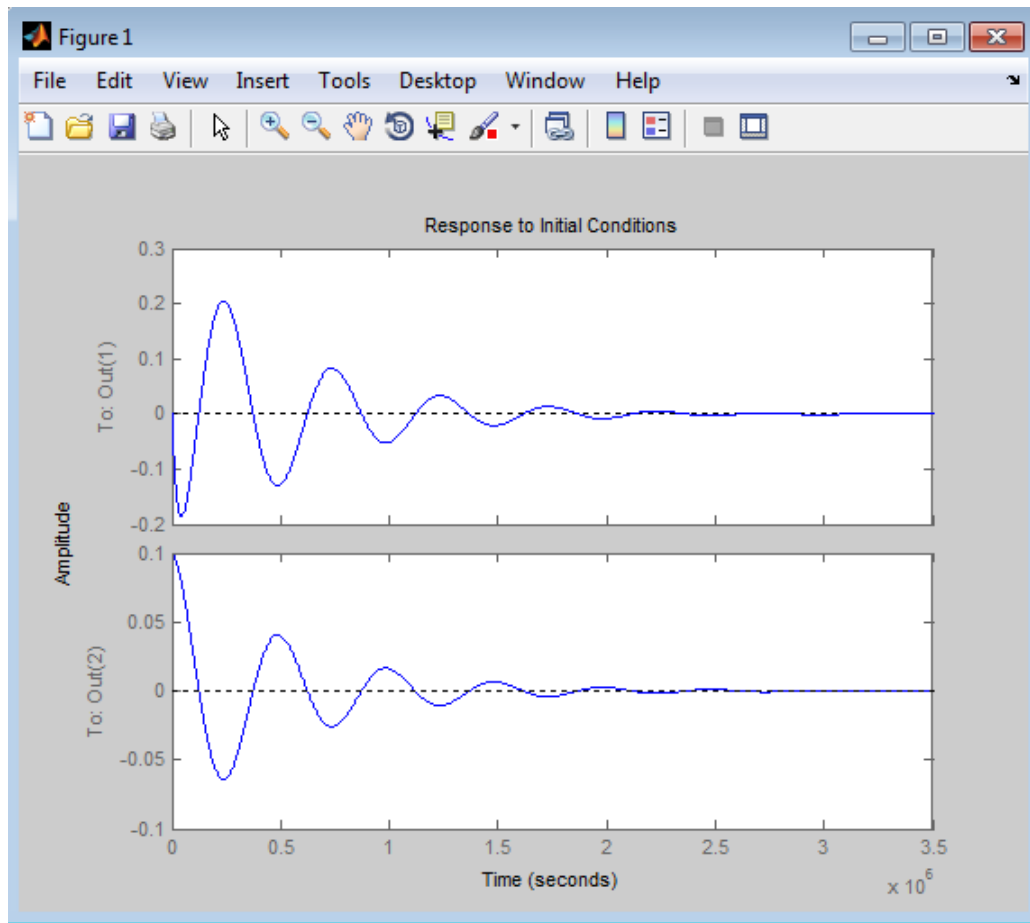 Figure 1
File Edit View Insert Tools Desktop Window Help
Response to Initial Conditions
0.3
0.2
0.1
0
-0.1
-0.2
To: Out(1)
Amplitude
0.1
0.05
0
-0.05
-0.1
To: Out(2)
0 0.5 1 1.5 2 2.5 3 3.5
Time (seconds)
x 10^6